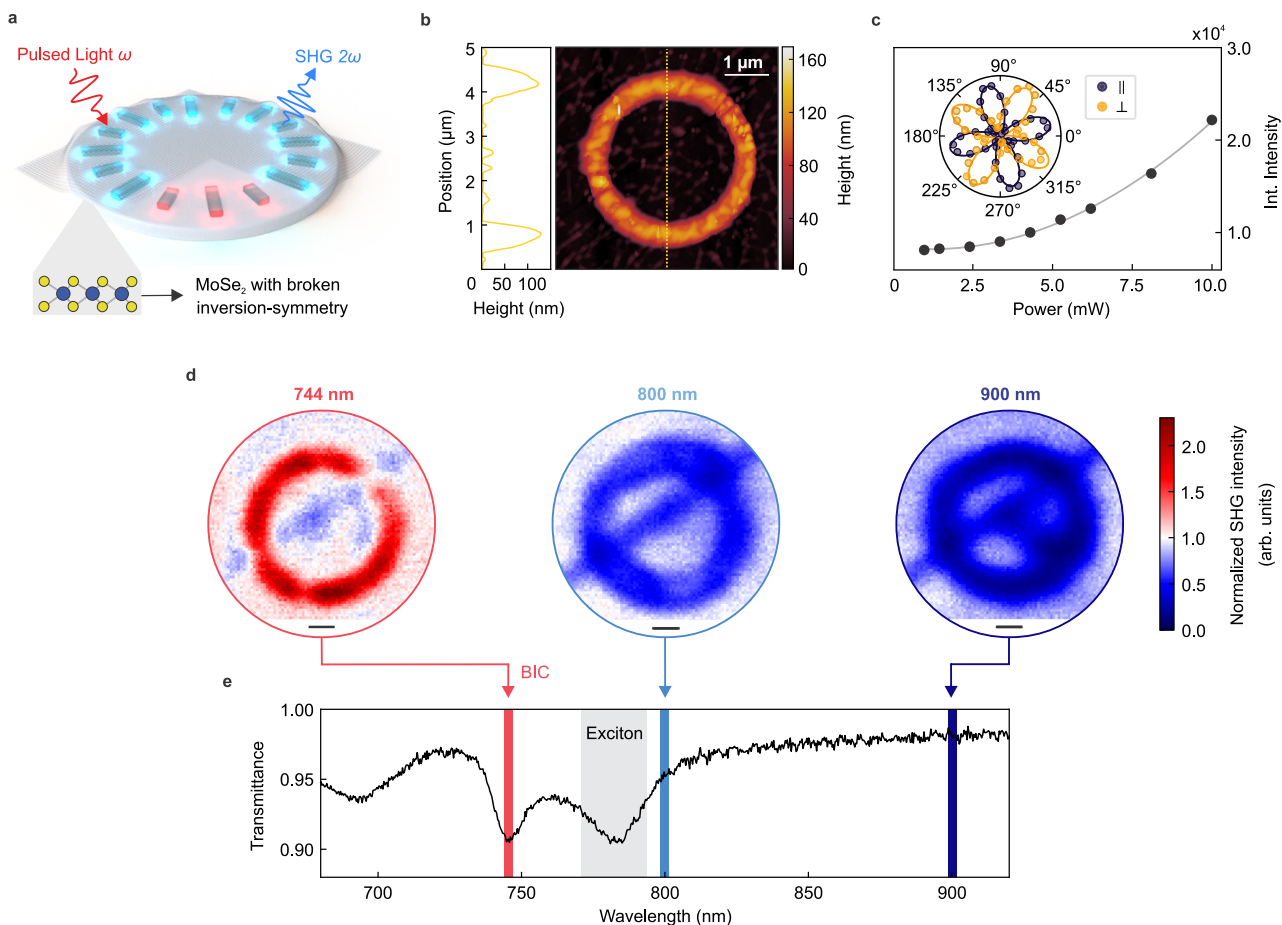 a
Pulsed Light ω
SHG 2ω
MoSe₂ with broken
inversion-symmetry
b
5
4
3
2
1
0
50
100
Position (μm)
Height (nm)
1 μm
160
120
80
40
0
Height (nm)
c
x10⁴
3.0
2.0
1.0
Int. Intensity
90°
45°
0°
315°
270°
225°
180°
135°
||
⊥
0
2.5
5.0
7.5
10.0
Power (mW)
d
744 nm
800 nm
900 nm
2.0
1.5
1.0
0.5
0.0
Normalized SHG intensity
(arb. units)
BIC
e
1.00
0.95
0.90
Transmittance
Exciton
700
750
800
850
900
Wavelength (nm)